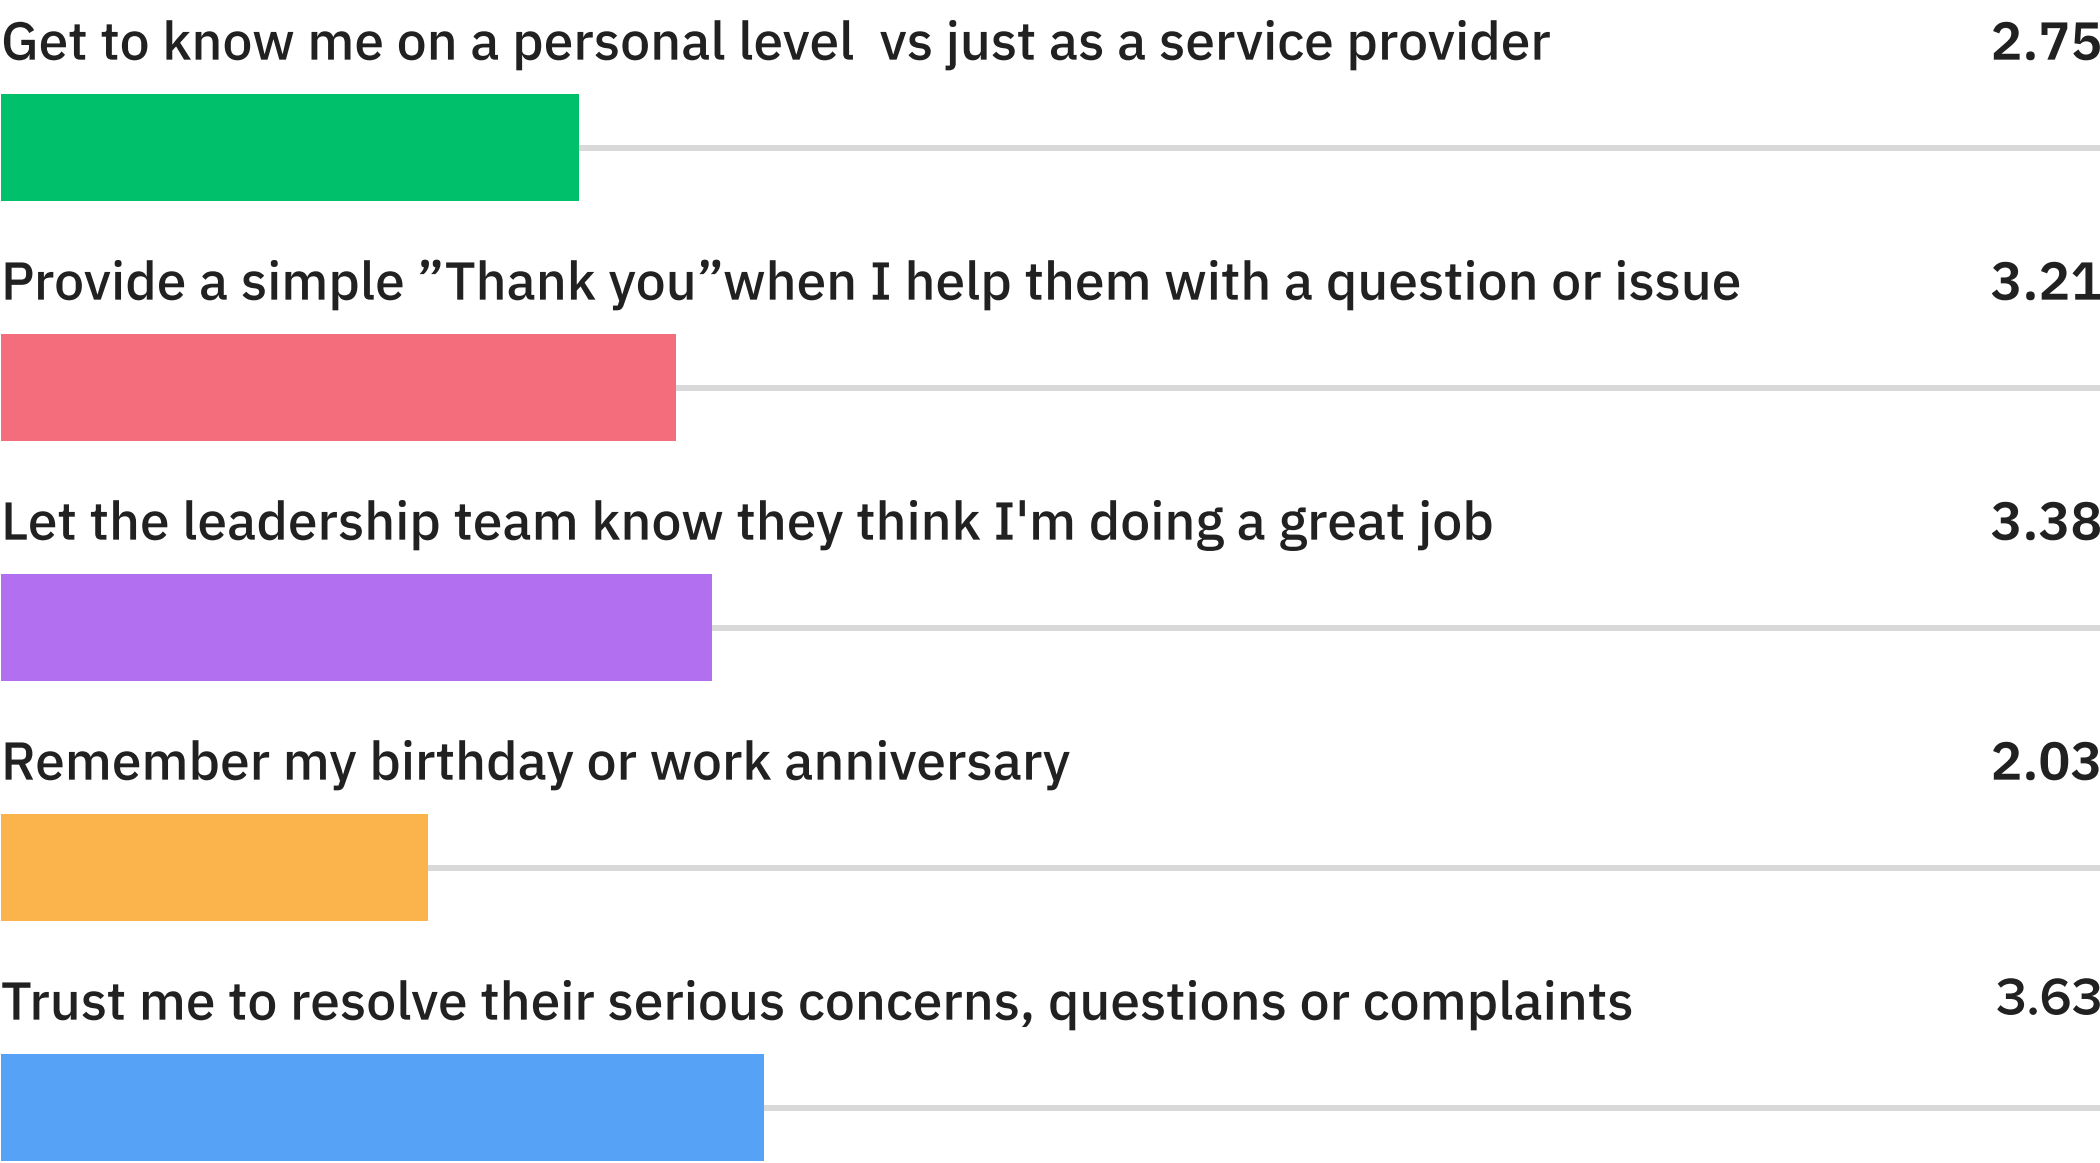 Get to know me on a personal level  vs just as a service provider 2.75
Provide a simple ”Thank you”when I help them with a question or issue 3.21
Let the leadership team know they think I'm doing a great job 3.38
Remember my birthday or work anniversary 2.03
Trust me to resolve their serious concerns, questions or complaints 3.63